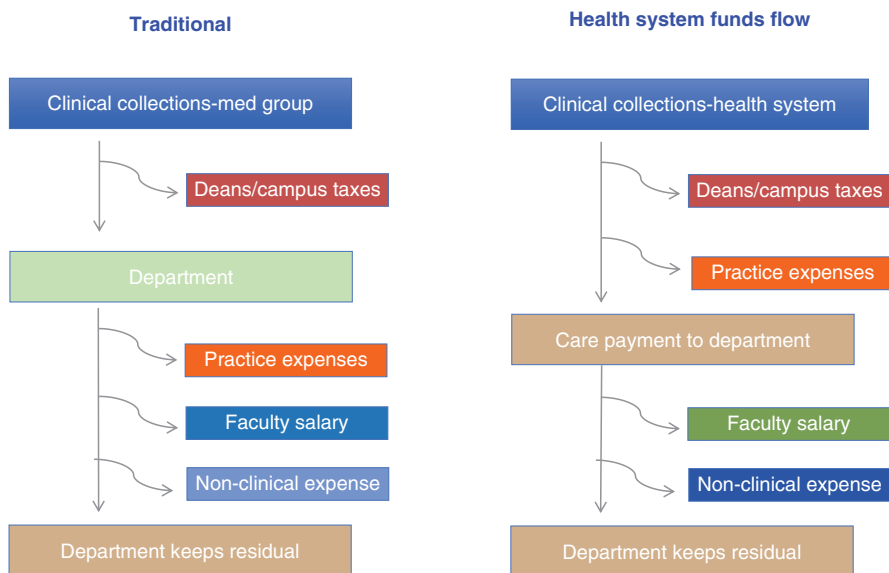 Traditional
Clinical collections-med group
Deans/campus taxes
Department
Practice expenses
Faculty salary
Non-clinical expense
Department keeps residual
Health system funds flow
Clinical collections-health system
Deans/campus taxes
Practice expenses
Care payment to department
Faculty salary
Non-clinical expense
Department keeps residual